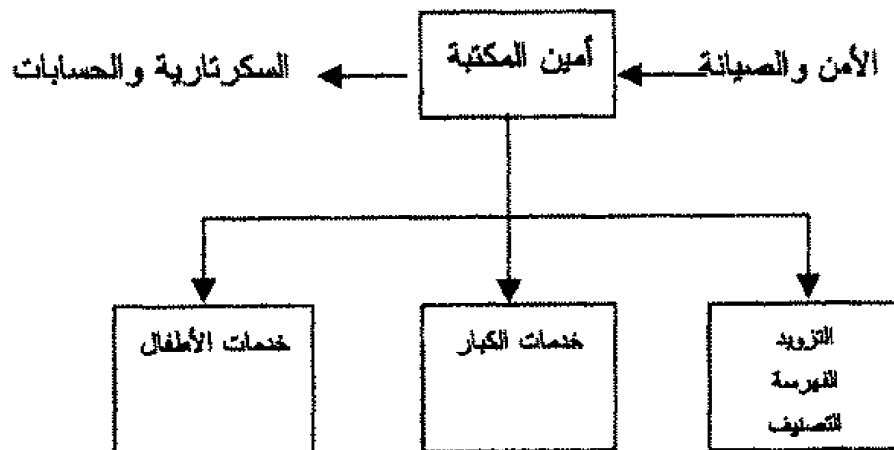 الأمن والصيانة
أمين المكتبة
السكرتارية والحسابات
التزويد
الفهرسة
التصنيف
خدمات الكبار
خدمات الأطفال